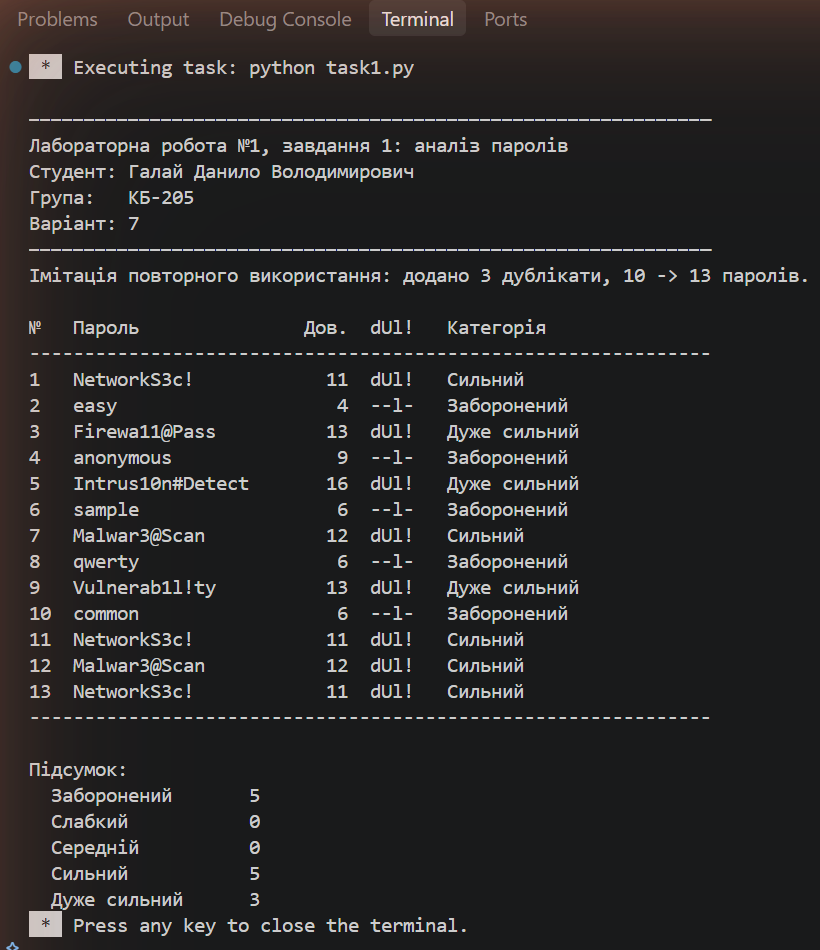 Problems Output Debug Console Terminal Ports
* Executing task: python task1.py
Лабораторна робота №1, завдання 1: аналіз паролів
Студент: Галай Данило Володимирович
Група: КБ-205
Варіант: 7
Імітація повторного використання: додано 3 дублікати, 10 -> 13 паролів.
№ Пароль Дов. dUl! Категорія
1 NetworkS3c! 11 dUl! Сильний
2 easy 4 --l- Заборонений
3 Firewa11@Pass 13 dUl! Дуже сильний
4 anonymous 9 --l- Заборонений
5 Intrus10n#Detect 16 dUl! Дуже сильний
6 sample 6 --l- Заборонений
7 Malwar3@Scan 12 dUl! Сильний
8 qwerty 6 --l- Заборонений
9 Vulnerab1l!ty 13 dUl! Дуже сильний
10 common 6 --l- Заборонений
11 NetworkS3c! 11 dUl! Сильний
12 Malwar3@Scan 12 dUl! Сильний
13 NetworkS3c! 11 dUl! Сильний
Підсумок:
Заборонений 5
Слабкий 0
Середній 0
Сильний 5
Дуже сильний 3
* Press any key to close the terminal.